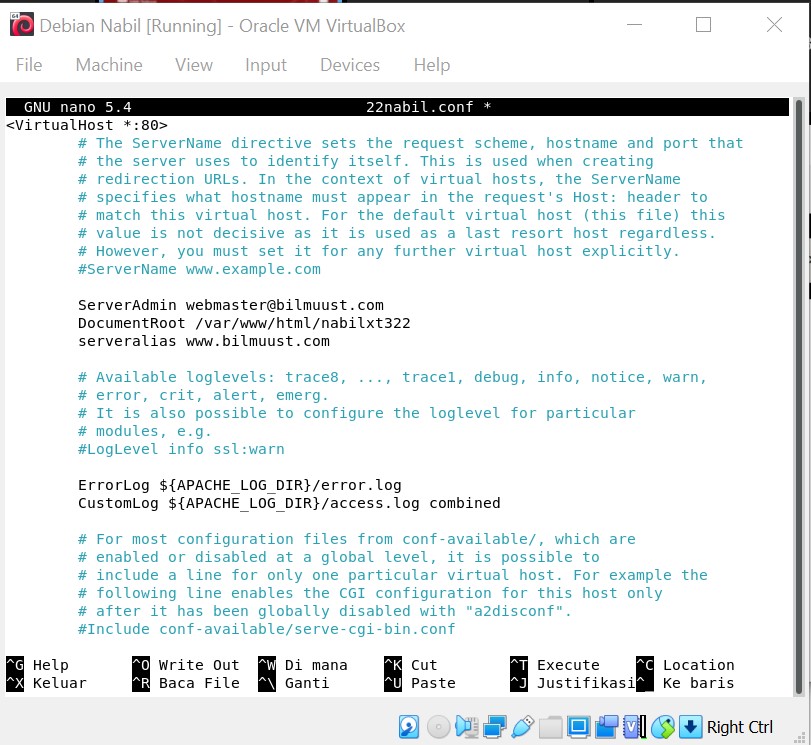 Debian Nabil [Running] - Oracle VM VirtualBox
File Machine View Input Devices Help
GNU nano 5.4 22nabil.conf *
<VirtualHost *:80>
# The ServerName directive sets the request scheme, hostname and port that
# the server uses to identify itself. This is used when creating
# redirection URLs. In the context of virtual hosts, the ServerName
# specifies what hostname must appear in the request's Host: header to
# match this virtual host. For the default virtual host (this file) this
# value is not decisive as it is used as a last resort host regardless.
# However, you must set it for any further virtual host explicitly.
#ServerName www.example.com
ServerAdmin webmaster@bilmuust.com
DocumentRoot /var/www/html/nabilxt322
serveralias www.bilmuust.com
# Available loglevels: trace8, ..., trace1, debug, info, notice, warn,
# error, crit, alert, emerg.
# It is also possible to configure the loglevel for particular
# modules, e.g.
#LogLevel info ssl:warn
ErrorLog ${APACHE_LOG_DIR}/error.log
CustomLog ${APACHE_LOG_DIR}/access.log combined
# For most configuration files from conf-available/, which are
# enabled or disabled at a global level, it is possible to
# include a line for only one particular virtual host. For example the
# following line enables the CGI configuration for this host only
# after it has been globally disabled with "a2disconf".
#Include conf-available/serve-cgi-bin.conf
^G Help ^O Write Out ^W Di mana ^K Cut ^T Execute ^C Location
^X Keluar ^R Baca File ^\ Ganti ^U Paste ^J Justifikasi ^_ Ke baris
Right Ctrl